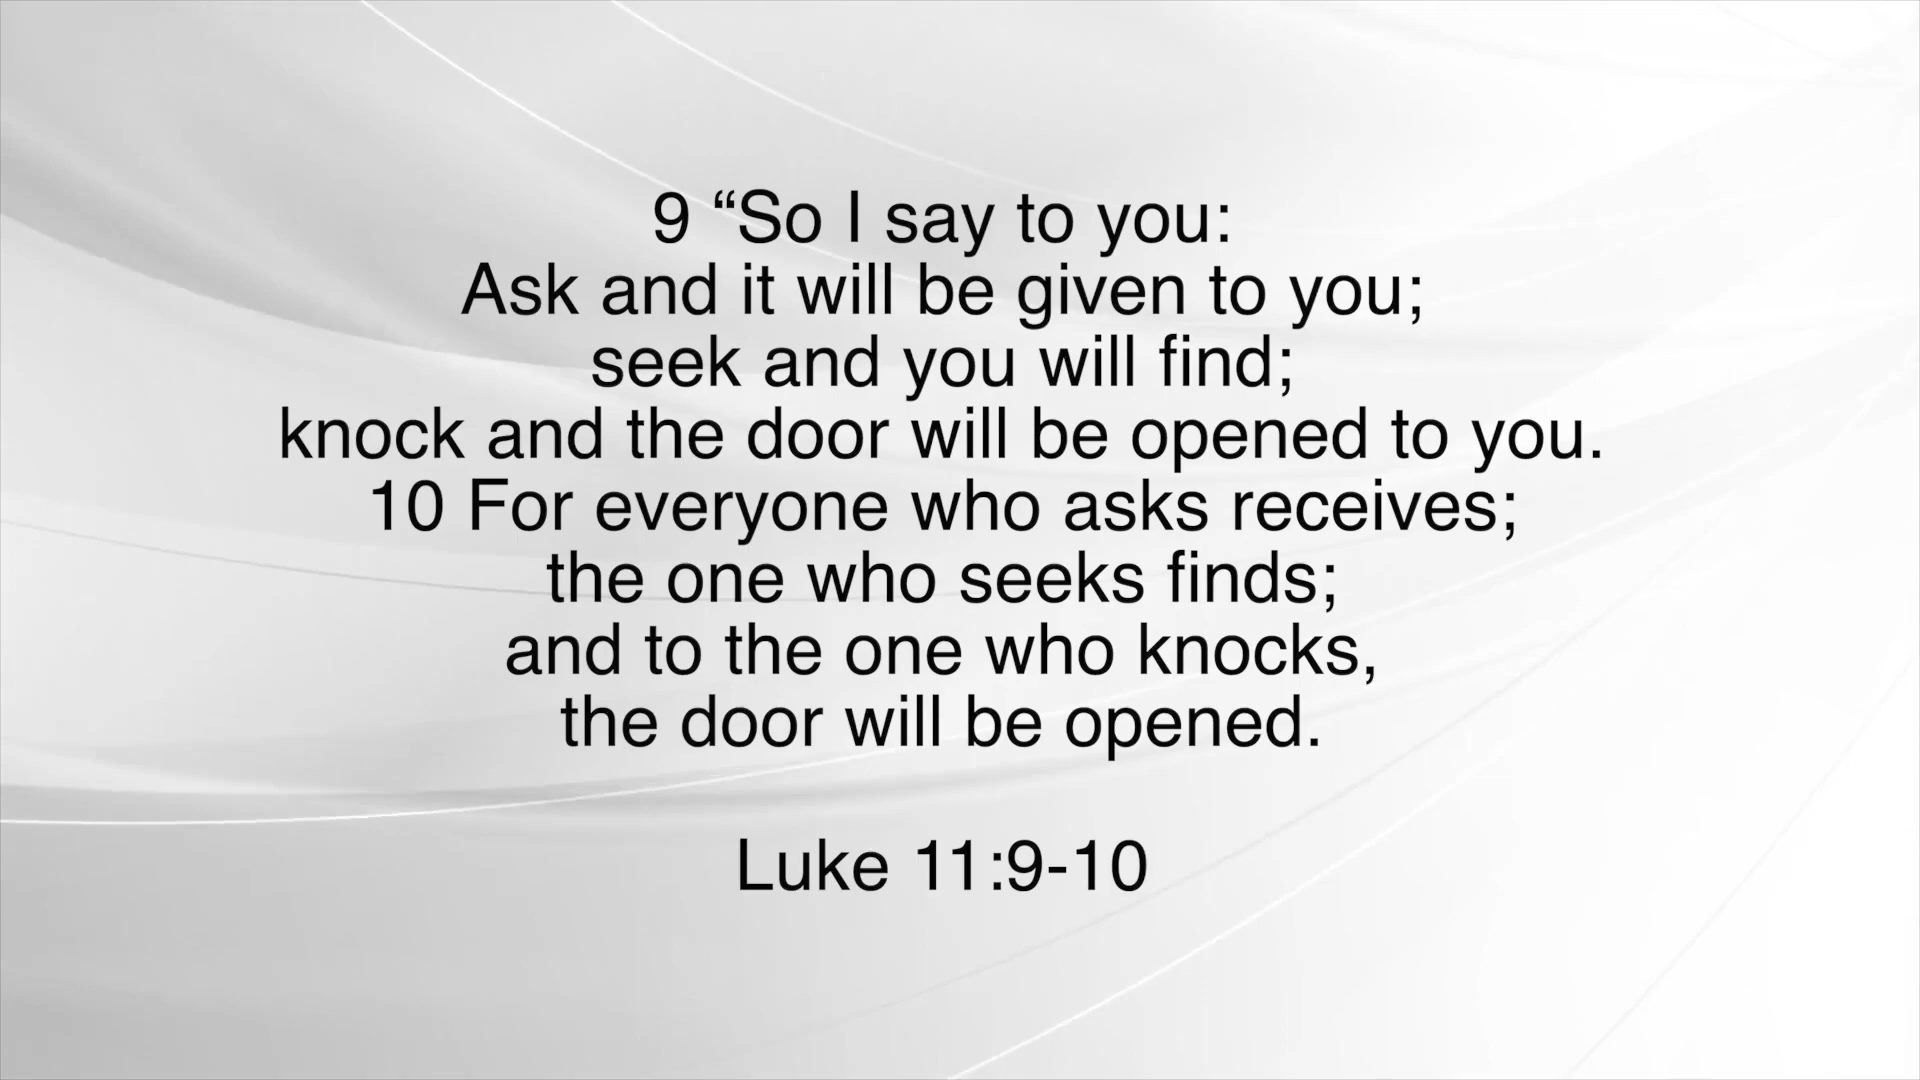 9 “So I say to you:
Ask and it will be given to you;
seek and you will find;
knock and the door will be opened to you.
10 For everyone who asks receives;
the one who seeks finds;
and to the one who knocks,
the door will be opened.
Luke 11:9-10